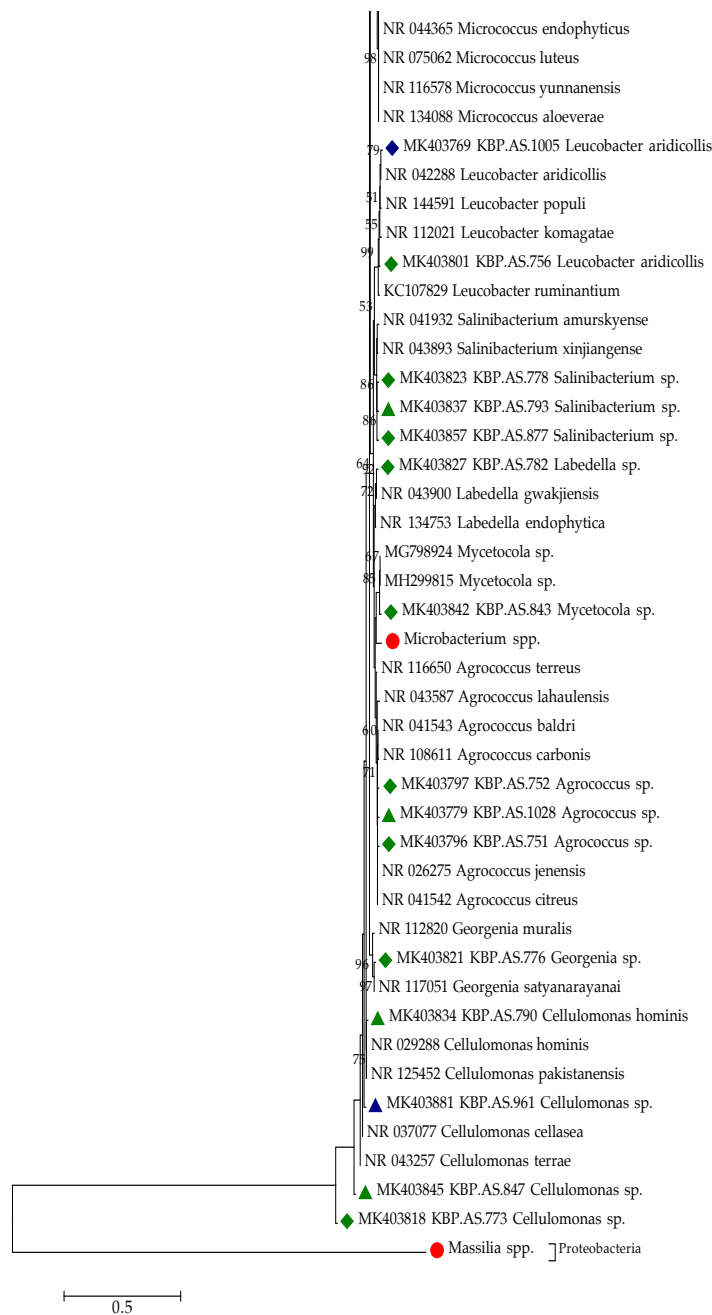 NR 044365 Micrococcus endophyticus
98
NR 075062 Micrococcus luteus
NR 116578 Micrococcus yunnanensis
NR 134088 Micrococcus aloeverae
79
MK403769 KBP.AS.1005 Leucobacter aridicollis
NR 042288 Leucobacter aridicollis
51
NR 144591 Leucobacter populi
55
NR 112021 Leucobacter komagatae
99
MK403801 KBP.AS.756 Leucobacter aridicollis
KC107829 Leucobacter ruminantium
53
NR 041932 Salinibacterium amurskyense
NR 043893 Salinibacterium xinjiangense
86
MK403823 KBP.AS.778 Salinibacterium sp.
MK403837 KBP.AS.793 Salinibacterium sp.
86
MK403857 KBP.AS.877 Salinibacterium sp.
64
92
MK403827 KBP.AS.782 Labedella sp.
72
NR 043900 Labedella gwakjiensis
NR 134753 Labedella endophytica
67
MG798924 Mycetocola sp.
85
MH299815 Mycetocola sp.
MK403842 KBP.AS.843 Mycetocola sp.
Microbacterium spp.
NR 116650 Agrococcus terreus
NR 043587 Agrococcus lahaulensis
60
NR 041543 Agrococcus baldri
NR 108611 Agrococcus carbonis
71
MK403797 KBP.AS.752 Agrococcus sp.
MK403779 KBP.AS.1028 Agrococcus sp.
MK403796 KBP.AS.751 Agrococcus sp.
NR 026275 Agrococcus jenensis
NR 041542 Agrococcus citreus
NR 112820 Georgenia muralis
96
MK403821 KBP.AS.776 Georgenia sp.
97
NR 117051 Georgenia satyanarayanai
MK403834 KBP.AS.790 Cellulomonas hominis
NR 029288 Cellulomonas hominis
75
NR 125452 Cellulomonas pakistanensis
MK403881 KBP.AS.961 Cellulomonas sp.
NR 037077 Cellulomonas cellasea
NR 043257 Cellulomonas terrae
MK403845 KBP.AS.847 Cellulomonas sp.
MK403818 KBP.AS.773 Cellulomonas sp.
Massilia spp. Proteobacteria
0.5